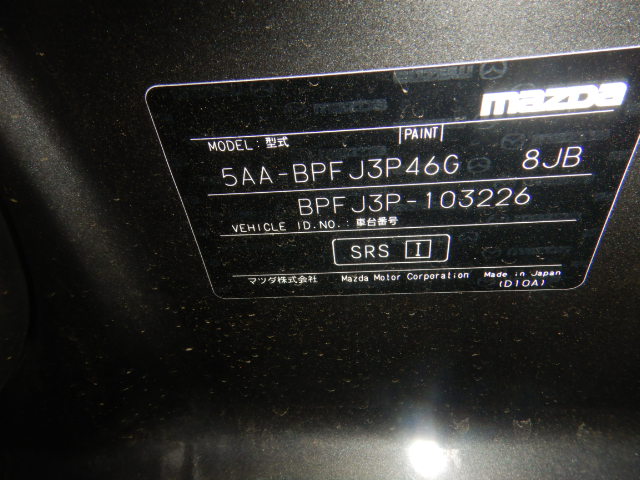 mazda
MODEL : 型式 PAINT
5AA-BPFJ3P46G 8JB
BPFJ3P-103226
VEHICLE ID.NO. : 車台番号
SRS I
マツダ株式会社 Mazda Motor Corporation Made in Japan
(D10A)